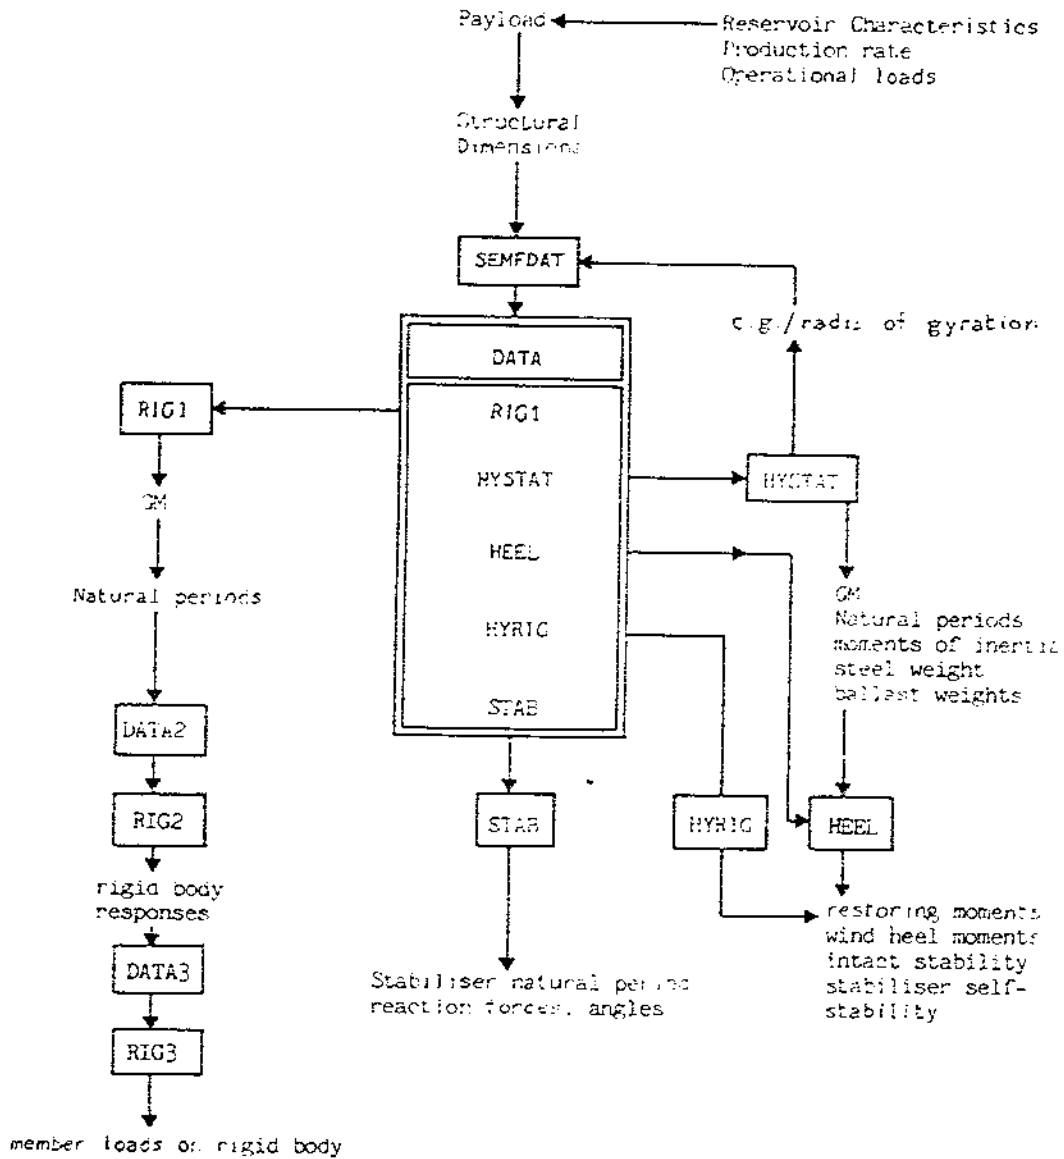 Payload
Reservoir Characteristics
Production rate
Operational loads
Structural
Dimensions
SEMFDAT
c.g./radii of gyration
DATA
RIG1
RIG1
HYSTAT
HYSTAT
GM
HEEL
Natural periods
GM
Natural periods
moments of inertia
steel weight
ballast weights
HYRIG
STAB
DATA2
RIG2
STAB
HYRIG
HEEL
rigid body
responses
restoring moments
wind heel moments
intact stability
stabiliser self-
stability
DATA3
Stabiliser natural period
reaction forces, angles
RIG3
member loads on rigid body